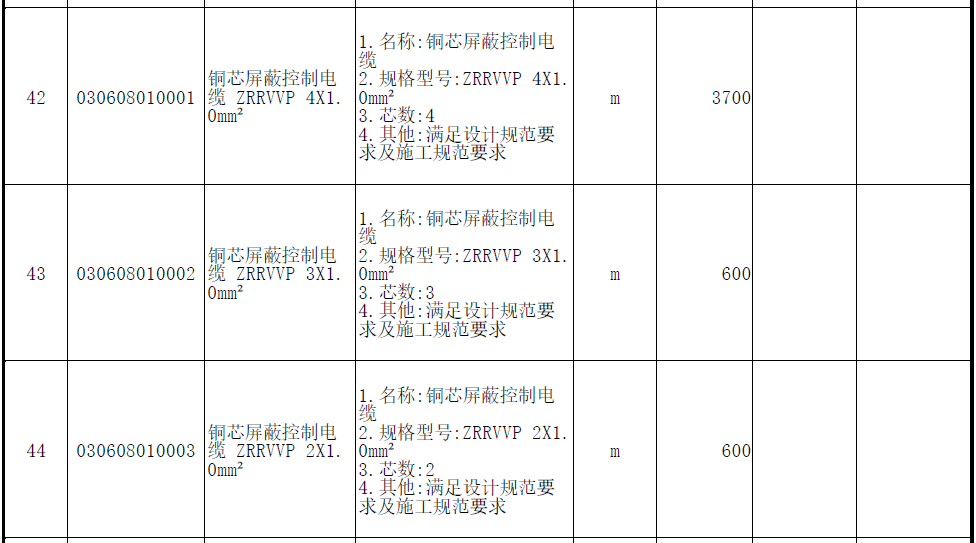 42
030608010001
铜芯屏蔽控制电
缆 ZRRVVP 4X1.
0mm²
1.名称:铜芯屏蔽控制电
缆
2.规格型号:ZRRVVP 4X1.
0mm²
3.芯数:4
4.其他:满足设计规范要
求及施工规范要求
m
3700
43
030608010002
铜芯屏蔽控制电
缆 ZRRVVP 3X1.
0mm²
1.名称:铜芯屏蔽控制电
缆
2.规格型号:ZRRVVP 3X1.
0mm²
3.芯数:3
4.其他:满足设计规范要
求及施工规范要求
m
600
44
030608010003
铜芯屏蔽控制电
缆 ZRRVVP 2X1.
0mm²
1.名称:铜芯屏蔽控制电
缆
2.规格型号:ZRRVVP 2X1.
0mm²
3.芯数:2
4.其他:满足设计规范要
求及施工规范要求
m
600